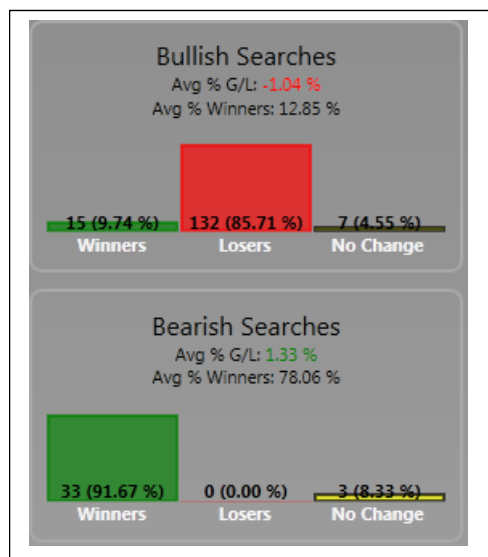 Bullish Searches
Avg % G/L: -1.04 %
Avg % Winners: 12.85 %
15 (9.74 %) 132 (85.71 %) 7 (4.55 %)
Winners Losers No Change
Bearish Searches
Avg % G/L: 1.33 %
Avg % Winners: 78.06 %
33 (91.67 %) 0 (0.00 %) 3 (8.33 %)
Winners Losers No Change